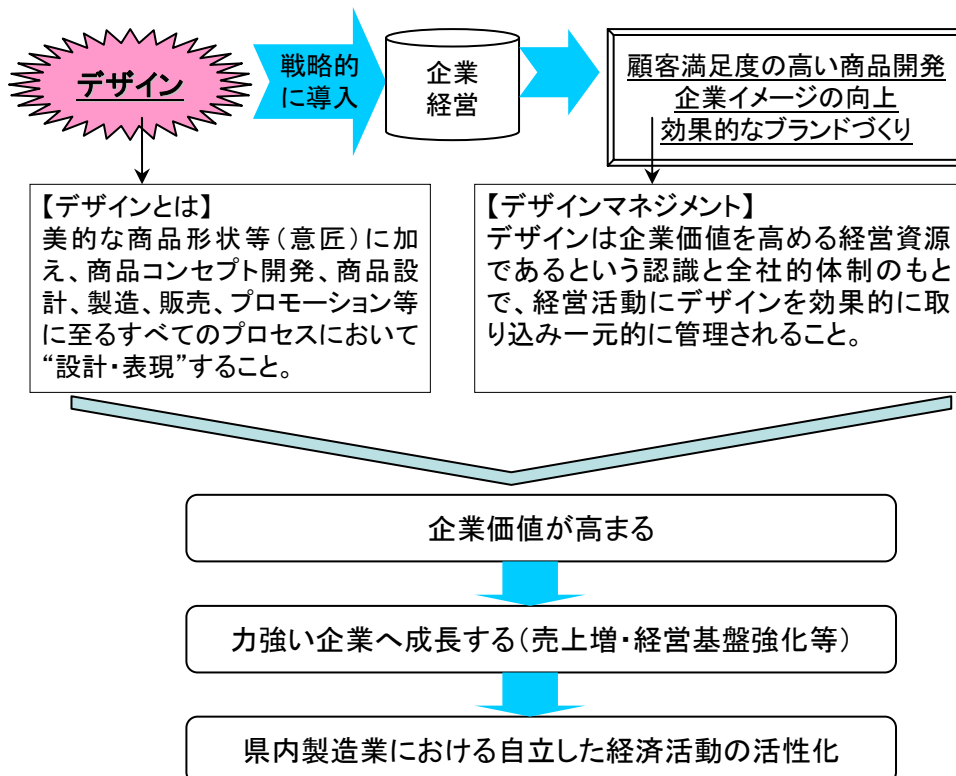 デザイン
戦略的
に導入
企業
経営
顧客満足度の高い商品開発
企業イメージの向上
効果的なブランドづくり
【デザインとは】
美的な商品形状等(意匠)に加
え、商品コンセプト開発、商品設
計、製造、販売、プロモーション等
に至るすべてのプロセスにおいて
“設計・表現”すること。
【デザインマネジメント】
デザインは企業価値を高める経営資源
であるという認識と全社的体制のもと
で、経営活動にデザインを効果的に取
り込み一元的に管理されること。
企業価値が高まる
力強い企業へ成長する(売上増・経営基盤強化等)
県内製造業における自立した経済活動の活性化